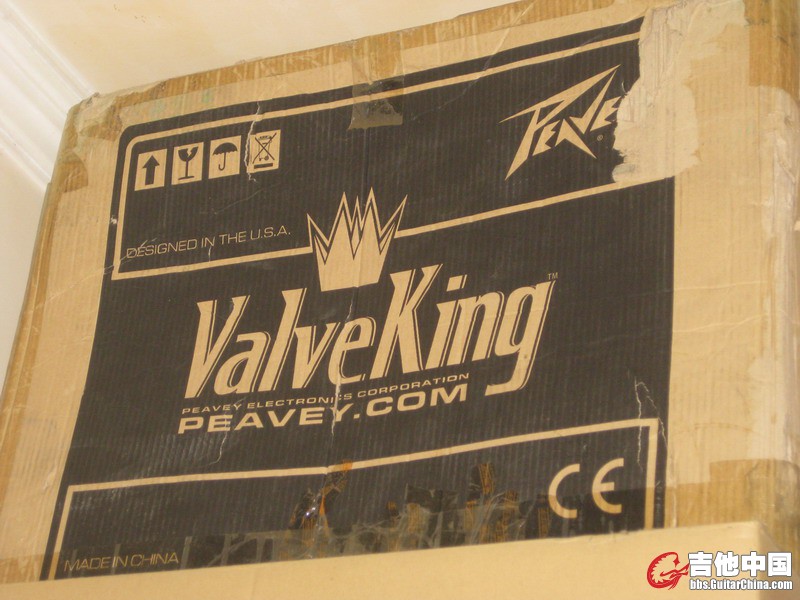 PEAVE
DESIGNED IN THE U.S.A.
ValveKing™
PEAVEY ELECTRONICS CORPORATION
PEAVEY.COM
CE
MADE IN CHINA
吉他中国
bbs.GuitarChina.com